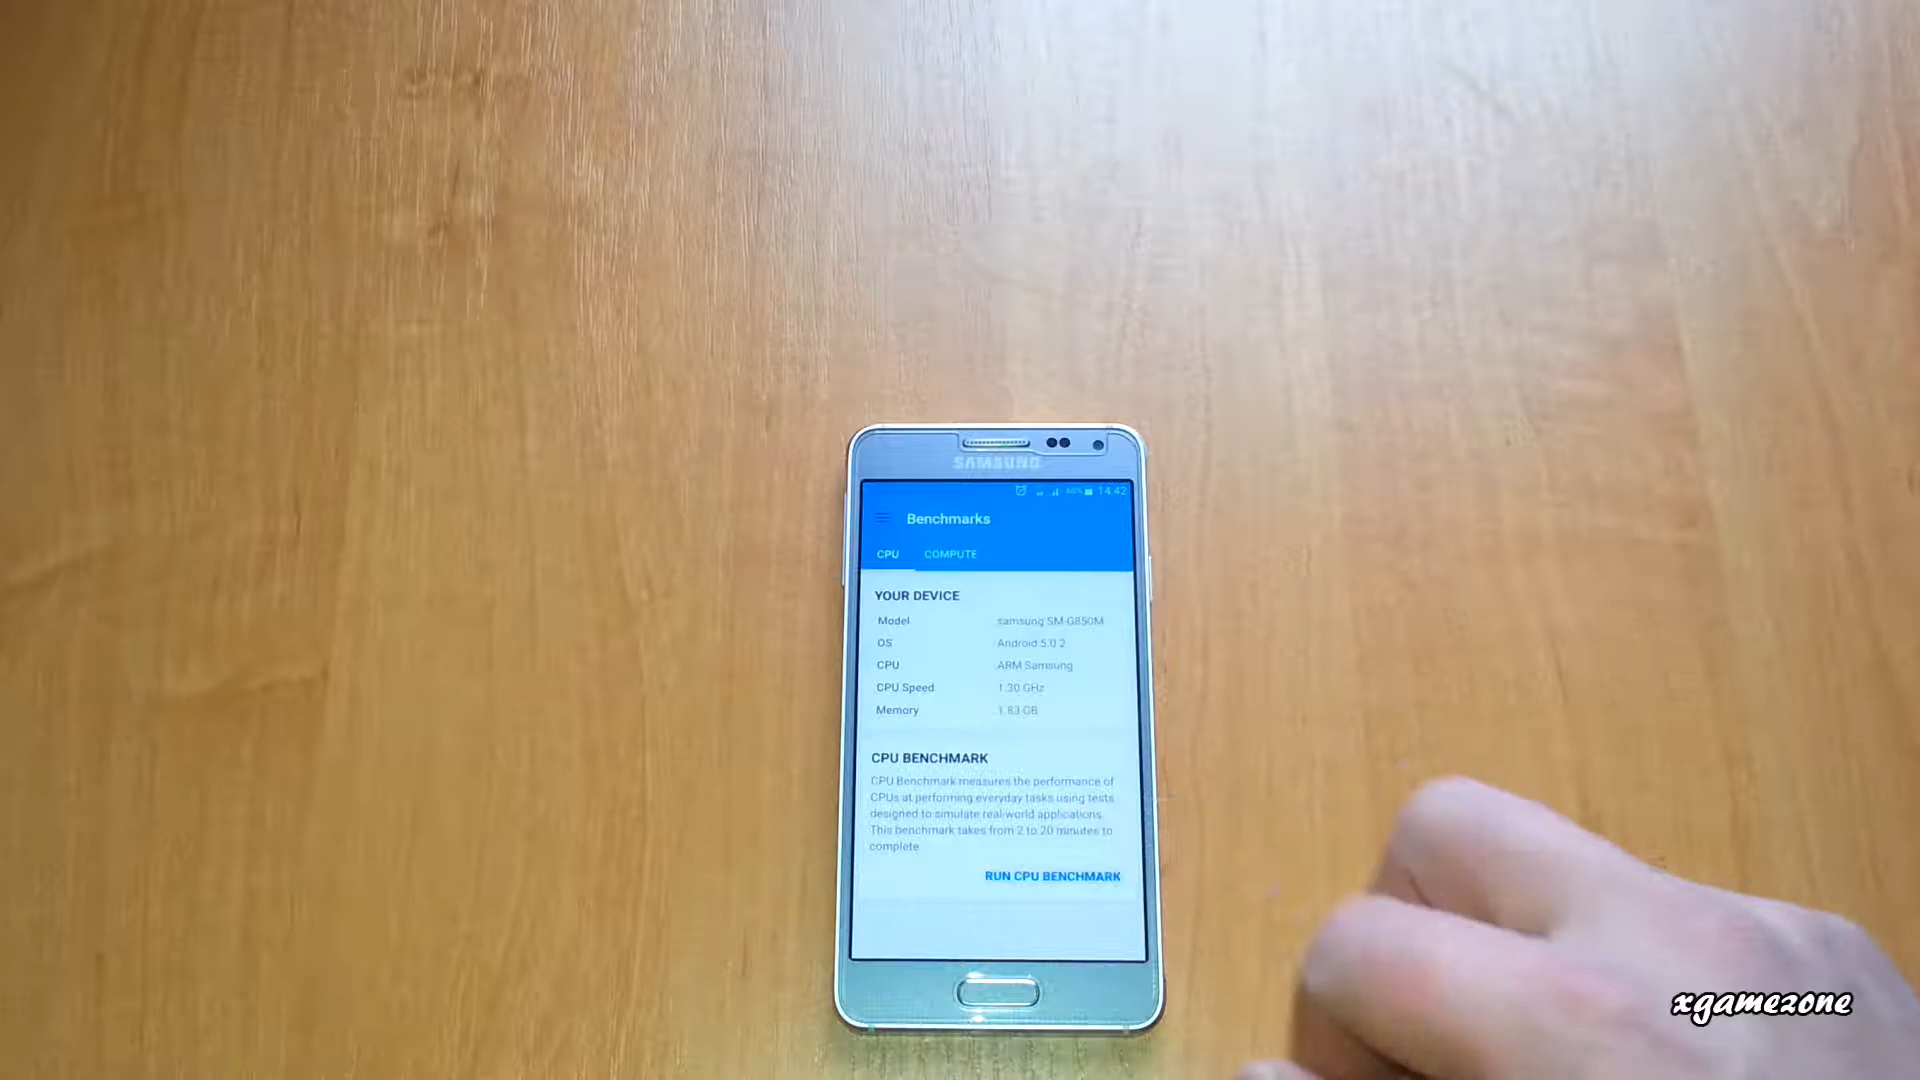 SAMSUNG
60% 14:42
Benchmarks
CPU COMPUTE
YOUR DEVICE
Model samsung SM-G850M
OS Android 5.0.2
CPU ARM Samsung
CPU Speed 1.30 GHz
Memory 1.83 GB
CPU BENCHMARK
CPU Benchmark measures the performance of
CPUs at performing everyday tasks using tests
designed to simulate real-world applications.
This benchmark takes from 2 to 20 minutes to
complete.
RUN CPU BENCHMARK
xgamezone